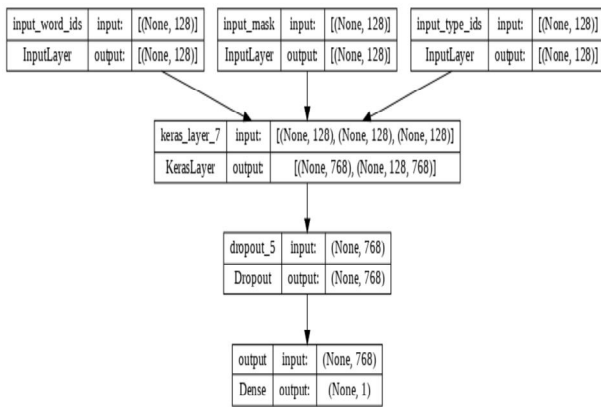 input_word_ids input: [(None, 128)]
InputLayer output: [(None, 128)]
input_mask input: [(None, 128)]
InputLayer output: [(None, 128)]
input_type_ids input: [(None, 128)]
InputLayer output: [(None, 128)]
keras_layer_7 input: [(None, 128), (None, 128), (None, 128)]
KerasLayer output: [(None, 768), (None, 128, 768)]
dropout_5 input: (None, 768)
Dropout output: (None, 768)
output input: (None, 768)
Dense output: (None, 1)